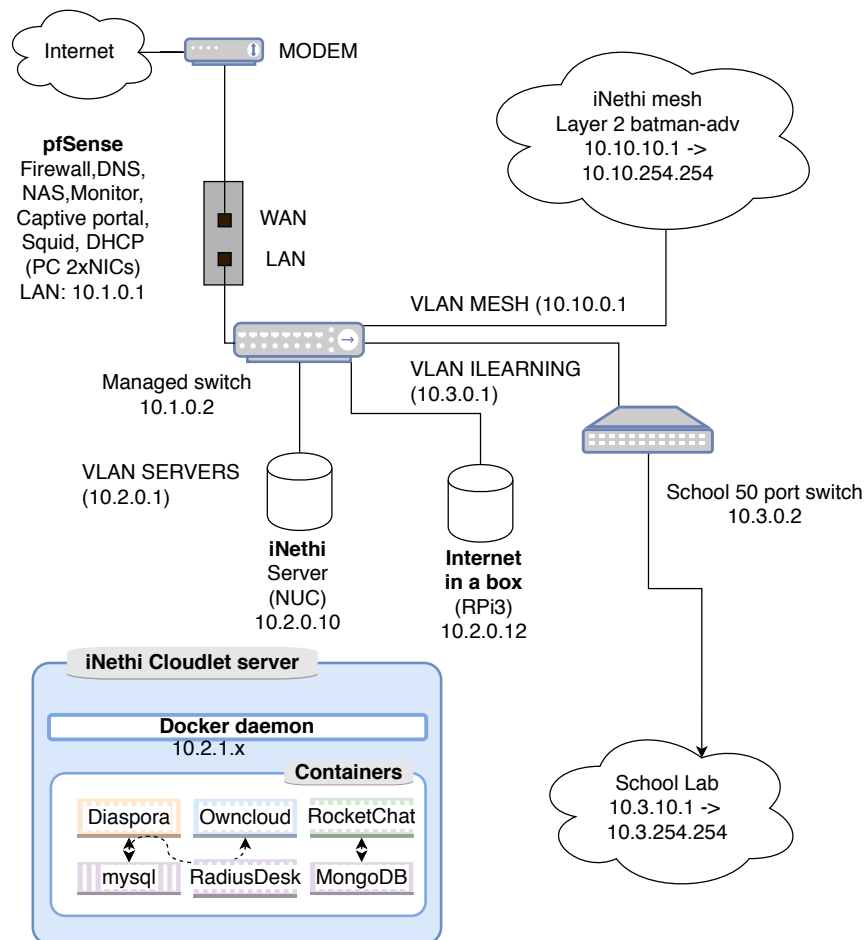 Internet
MODEM
pfSense
Firewall,DNS,
NAS,Monitor,
Captive portal,
Squid, DHCP
(PC 2xNICs)
LAN: 10.1.0.1
WAN
LAN
iNethi mesh
Layer 2 batman-adv
10.10.10.1 ->
10.10.254.254
VLAN MESH (10.10.0.1
VLAN ILEARNING
(10.3.0.1)
Managed switch
10.1.0.2
VLAN SERVERS
(10.2.0.1)
iNethi
Server
(NUC)
10.2.0.10
Internet
in a box
(RPi3)
10.2.0.12
School 50 port switch
10.3.0.2
iNethi Cloudlet server
Docker daemon
10.2.1.x
Containers
Diaspora
Owncloud
RocketChat
mysql
RadiusDesk
MongoDB
School Lab
10.3.10.1 ->
10.3.254.254